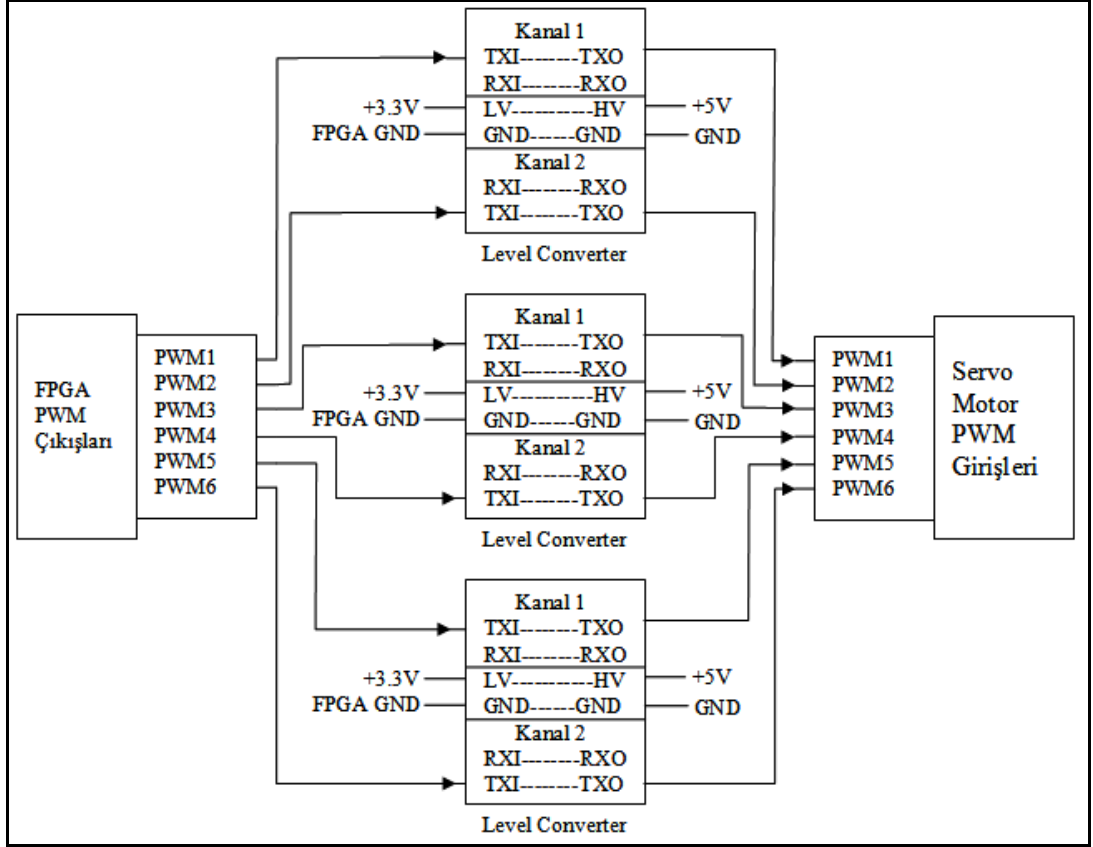 Kanal 1
TXI--------TXO
RXI--------RXO
+3.3V
LV-----------HV
+5V
FPGA GND
GND------GND
GND
Kanal 2
RXI--------RXO
TXI--------TXO
Level Converter
Kanal 1
TXI--------TXO
RXI--------RXO
+3.3V
LV-----------HV
+5V
FPGA GND
GND------GND
GND
Kanal 2
RXI--------RXO
TXI--------TXO
Level Converter
FPGA
PWM
Çıkışları
PWM1
PWM2
PWM3
PWM4
PWM5
PWM6
PWM1
PWM2
PWM3
PWM4
PWM5
PWM6
Servo
Motor
PWM
Girişleri
Kanal 1
TXI--------TXO
RXI--------RXO
+3.3V
LV-----------HV
+5V
FPGA GND
GND------GND
GND
Kanal 2
RXI--------RXO
TXI--------TXO
Level Converter